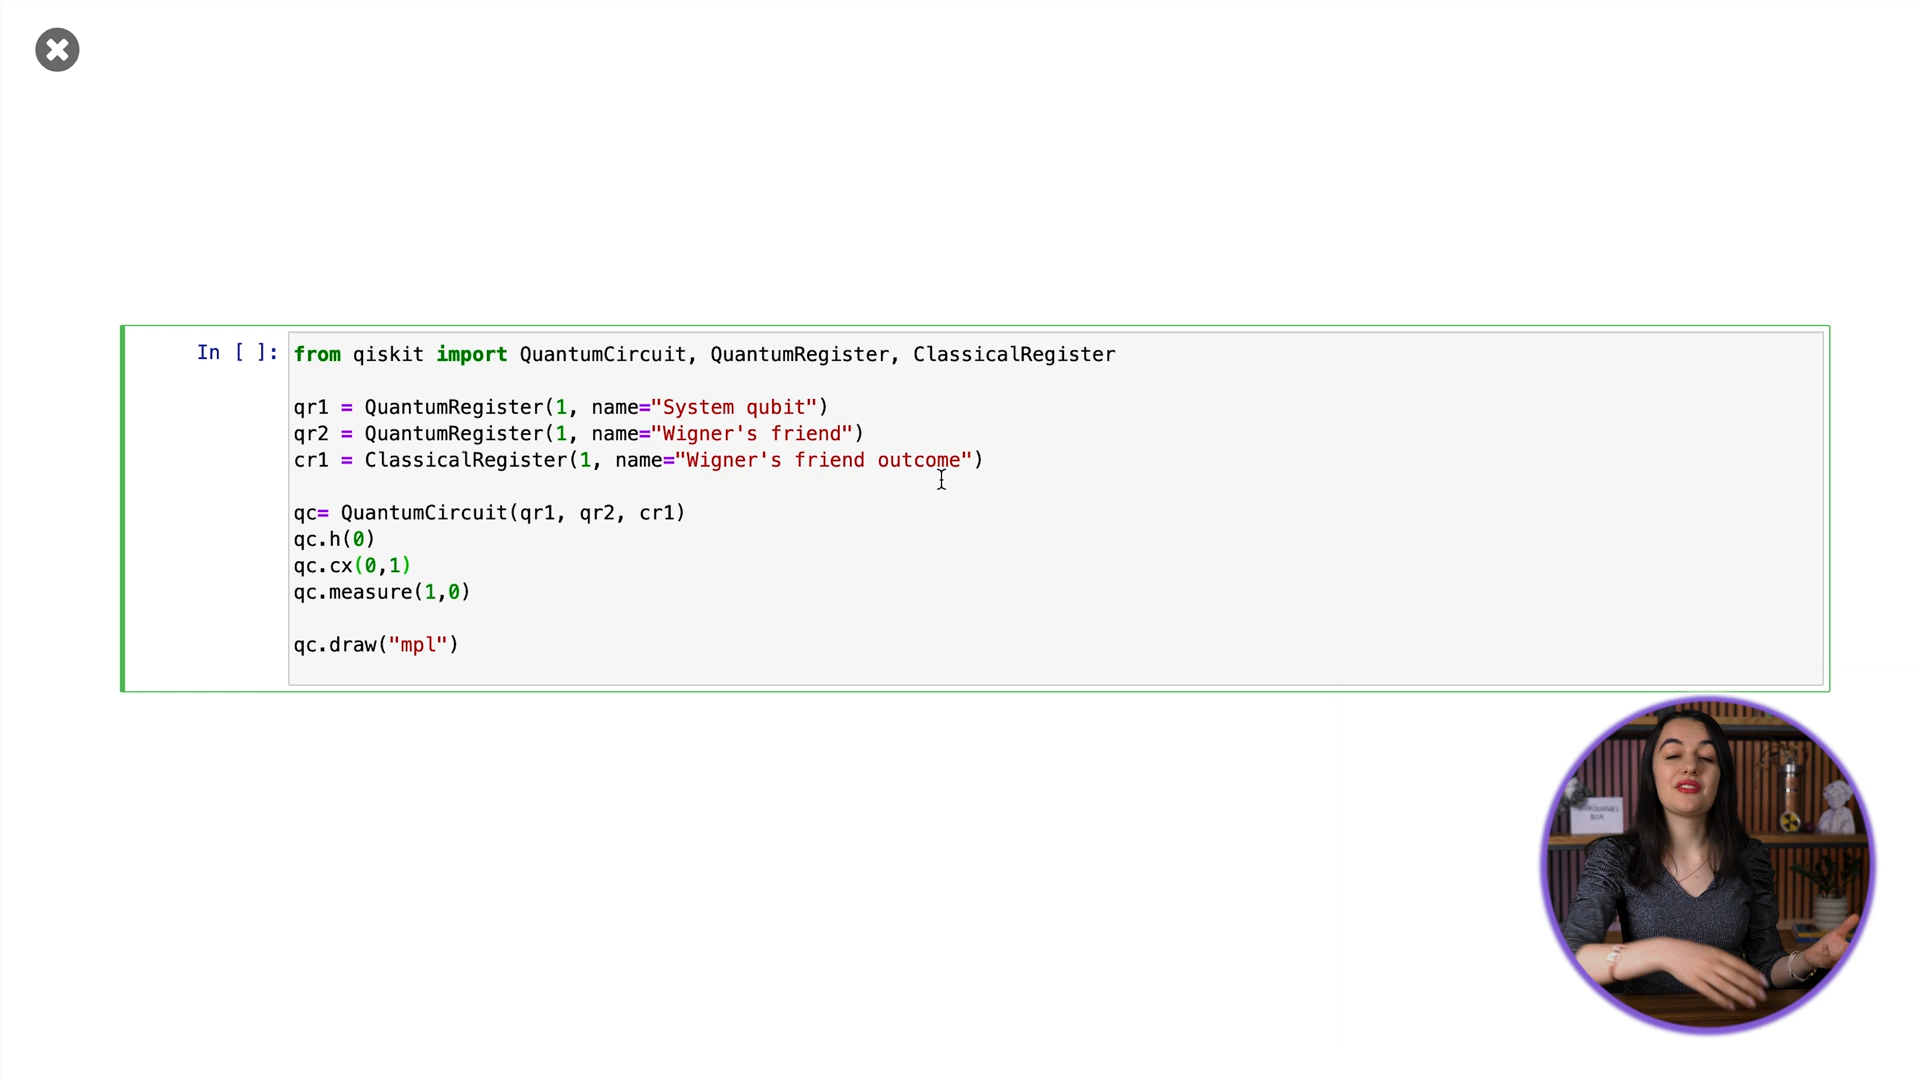 In [ ]:
from qiskit import QuantumCircuit, QuantumRegister, ClassicalRegister
qr1 = QuantumRegister(1, name="System qubit")
qr2 = QuantumRegister(1, name="Wigner's friend")
cr1 = ClassicalRegister(1, name="Wigner's friend outcome")
qc= QuantumCircuit(qr1, qr2, cr1)
qc.h(0)
qc.cx(0,1)
qc.measure(1,0)
qc.draw("mpl")
BOX